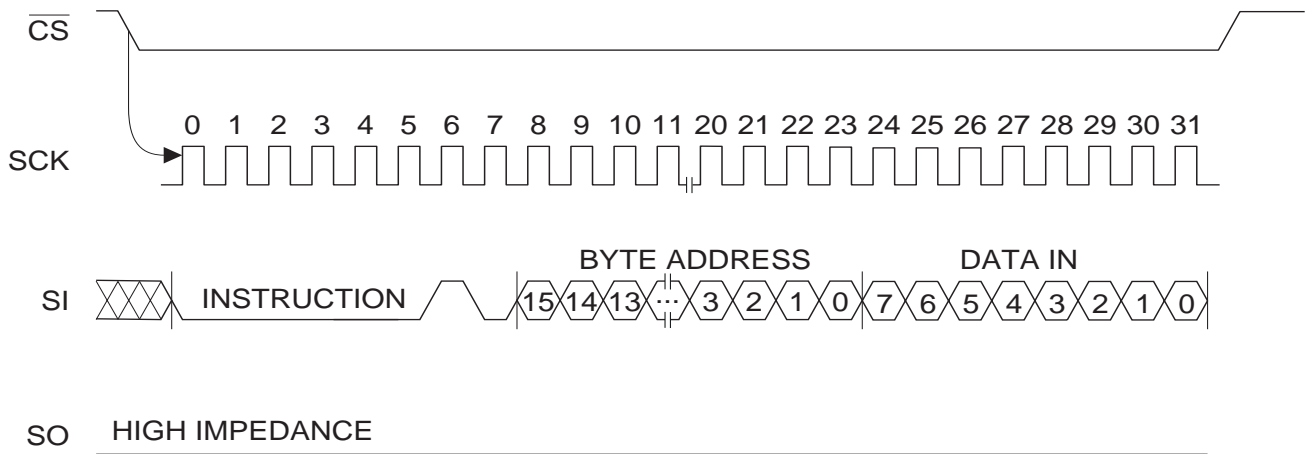 CS
0 1 2 3 4 5 6 7 8 9 10 11 20 21 22 23 24 25 26 27 28 29 30 31
SCK
BYTE ADDRESS DATA IN
SI INSTRUCTION 15 14 13 ... 3 2 1 0 7 6 5 4 3 2 1 0
SO HIGH IMPEDANCE